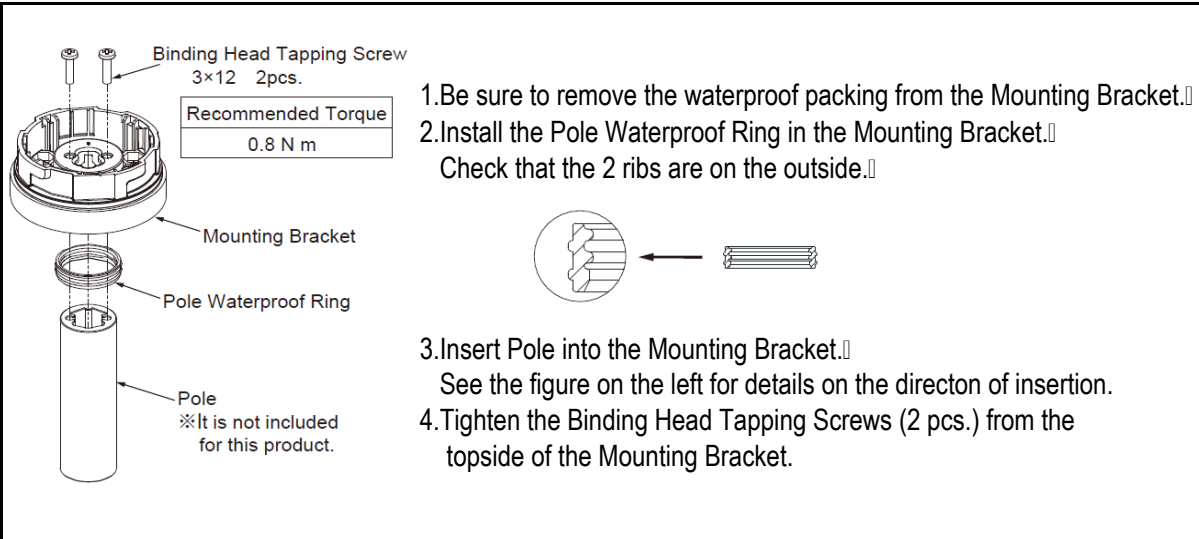 Binding Head Tapping Screw
3×12 2pcs.
Recommended Torque
0.8 N m
Mounting Bracket
Pole Waterproof Ring
Pole
※It is not included
for this product.
1.Be sure to remove the waterproof packing from the Mounting Bracket.▯
2.Install the Pole Waterproof Ring in the Mounting Bracket.▯
Check that the 2 ribs are on the outside.▯
3.Insert Pole into the Mounting Bracket.▯
See the figure on the left for details on the directon of insertion.
4.Tighten the Binding Head Tapping Screws (2 pcs.) from the
topside of the Mounting Bracket.